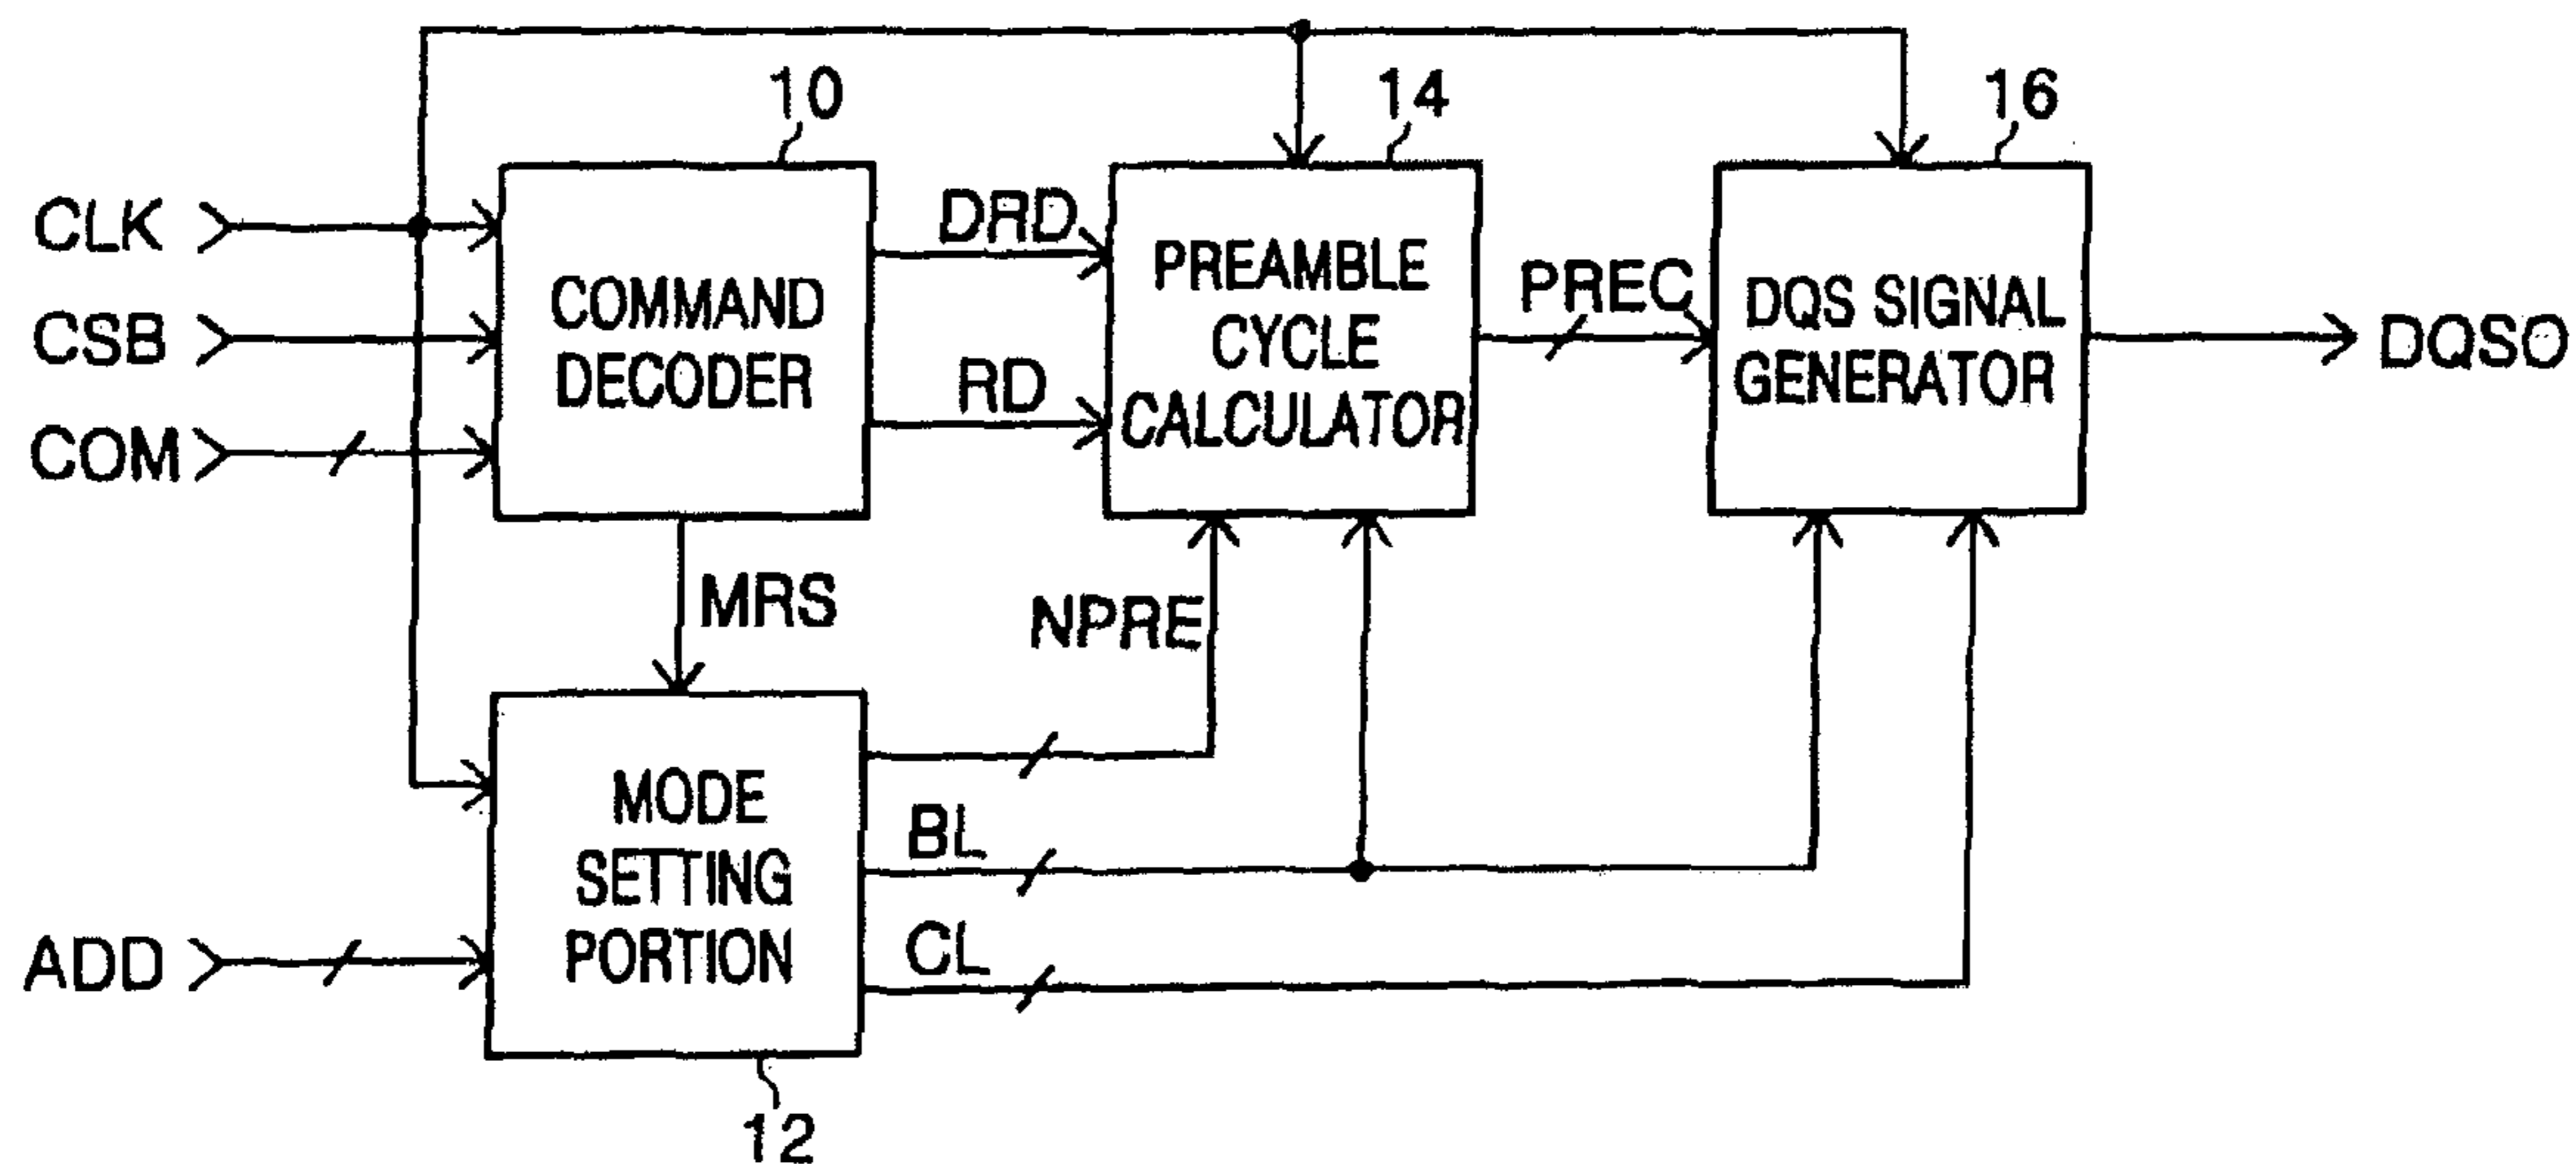 10
14
16
CLK
CSB
COM
COMMAND
DECODER
DRD
RD
PREAMBLE
CYCLE
CALCULATOR
PREC
DQS SIGNAL
GENERATOR
DQSO
MRS
NPRE
ADD
MODE
SETTING
PORTION
BL
CL
12